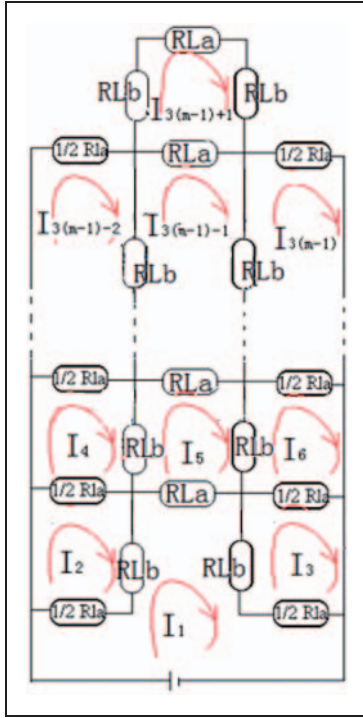 RLa
RLb RLb
I3(m-1)+1
1/2 Rla RLa 1/2 Rla
I3(m-1)-2 I3(m-1)-1 I3(m-1)
RLb RLb
1/2 Rla RLa 1/2 Rla
I4 RLb I5 RLb I6
1/2 Rla RLa 1/2 Rla
I2 RLb RLb I3
1/2 Rla I1 1/2 Rla